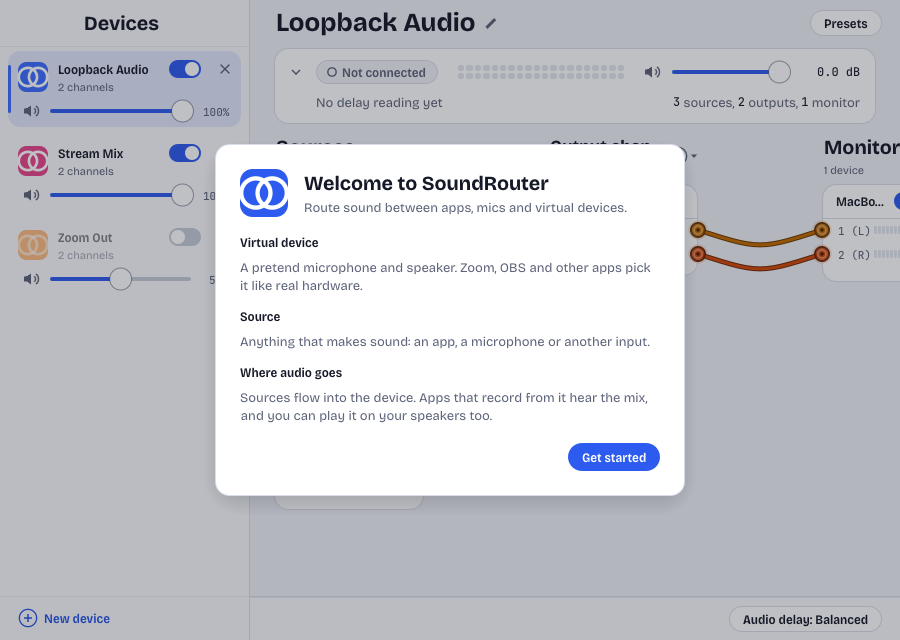 Devices
Loopback Audio
2 channels
100%
Stream Mix
2 channels
Zoom Out
2 channels
New device
Loopback Audio
Presets
Not connected
0.0 dB
No delay reading yet
3 sources, 2 outputs, 1 monitor
Monitor
1 device
MacBo...
1 (L)
2 (R)
Welcome to SoundRouter
Route sound between apps, mics and virtual devices.
Virtual device
A pretend microphone and speaker. Zoom, OBS and other apps pick
it like real hardware.
Source
Anything that makes sound: an app, a microphone or another input.
Where audio goes
Sources flow into the device. Apps that record from it hear the mix,
and you can play it on your speakers too.
Get started
Audio delay: Balanced